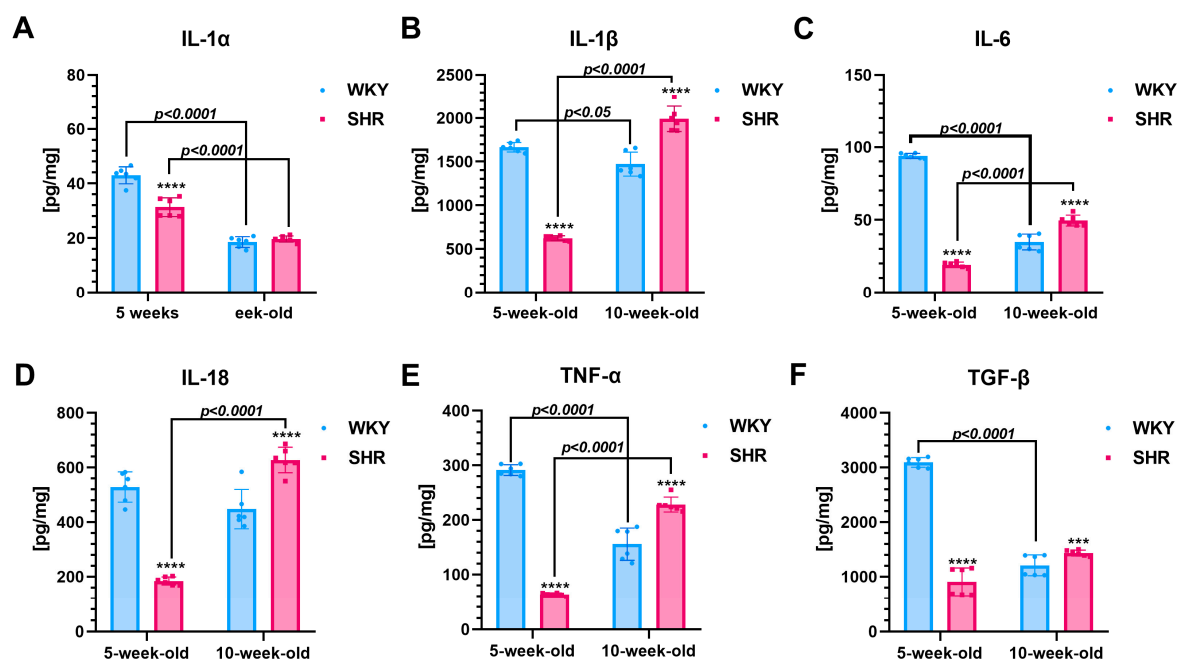 A
IL-1α
80
60
40
20
0
[pg/mg]
p<0.0001
p<0.0001
****
WKY
SHR
5 weeks
eek-old
B
IL-1β
2500
2000
1500
1000
500
0
[pg/mg]
p<0.0001
p<0.05
****
****
WKY
SHR
5-week-old
10-week-old
C
IL-6
150
100
50
0
[pg/mg]
p<0.0001
p<0.0001
****
****
WKY
SHR
5-week-old
10-week-old
D
IL-18
800
600
400
200
0
[pg/mg]
p<0.0001
****
****
WKY
SHR
5-week-old
10-week-old
E
TNF-α
400
300
200
100
0
[pg/mg]
p<0.0001
p<0.0001
****
****
WKY
SHR
5-week-old
10-week-old
F
TGF-β
4000
3000
2000
1000
0
[pg/mg]
p<0.0001
****
***
WKY
SHR
5-week-old
10-week-old